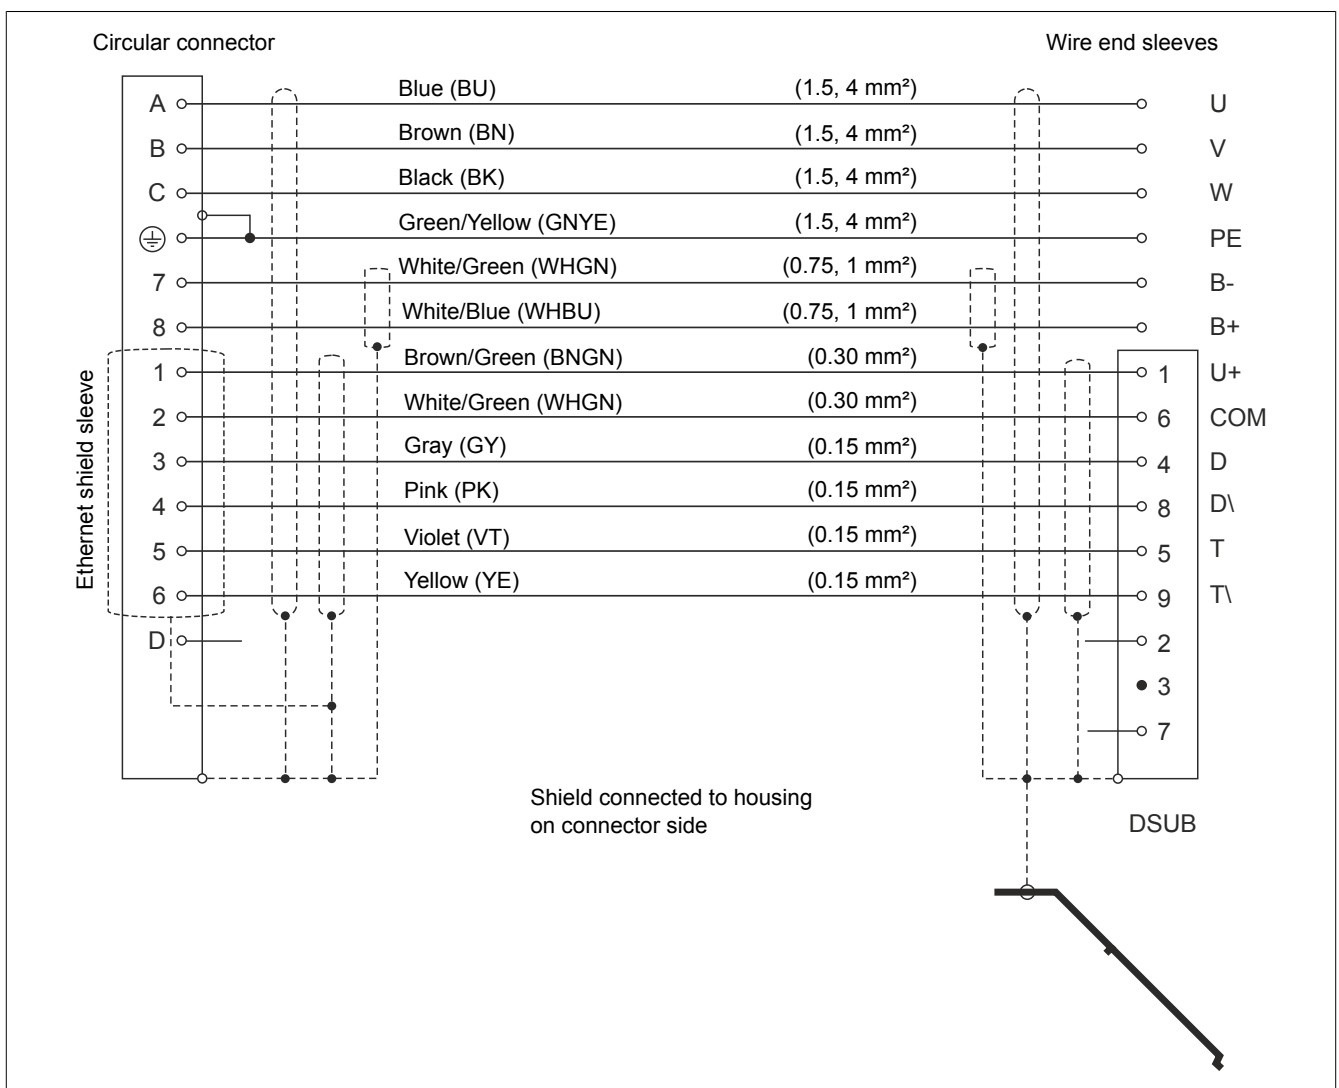 Circular connector Wire end sleeves
A Blue (BU) (1.5, 4 mm²) U
B Brown (BN) (1.5, 4 mm²) V
C Black (BK) (1.5, 4 mm²) W
Green/Yellow (GNYE) (1.5, 4 mm²) PE
7 White/Green (WHGN) (0.75, 1 mm²) B-
8 White/Blue (WHBU) (0.75, 1 mm²) B+
Ethernet shield sleeve
1 Brown/Green (BNGN) (0.30 mm²) 1 U+
2 White/Green (WHGN) (0.30 mm²) 6 COM
3 Gray (GY) (0.15 mm²) 4 D
4 Pink (PK) (0.15 mm²) 8 D\
5 Violet (VT) (0.15 mm²) 5 T
6 Yellow (YE) (0.15 mm²) 9 T\
D 2
3
7
Shield connected to housing
on connector side
DSUB